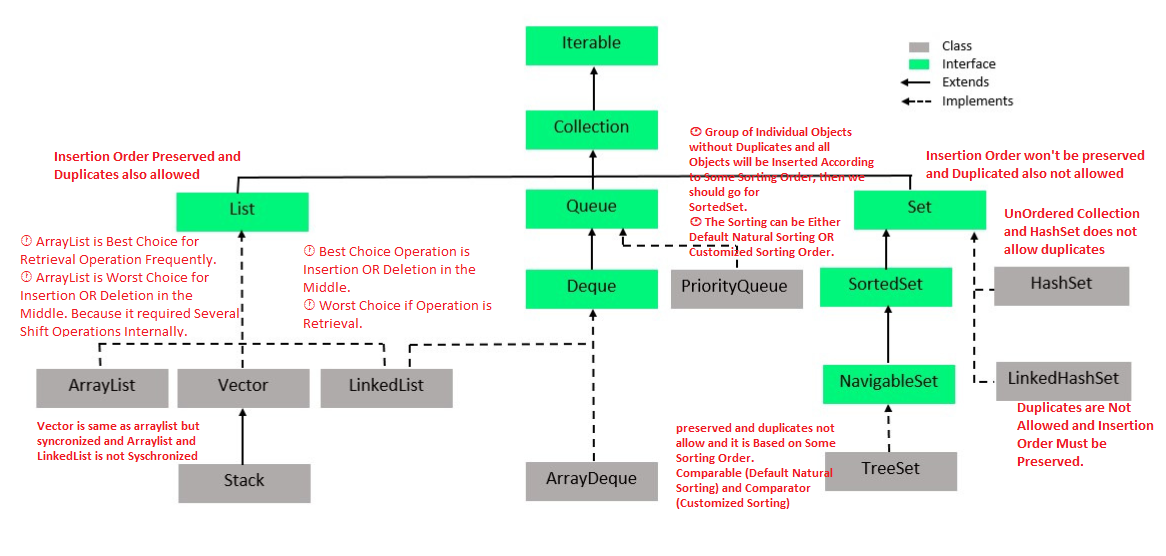 Iterable
Class
Interface
Extends
Implements
Collection
Insertion Order Preserved and
Duplicates also allowed
🕐 Group of Individual Objects
without Duplicates and all
Objects will be Inserted According
to Some Sorting Order, then we
should go for
SortedSet.
🕐 The Sorting can be Either
Default Natural Sorting OR
Customized Sorting Order.
Insertion Order won't be preserved
and Duplicated also not allowed
List
Queue
Set
UnOrdered Collection
and HashSet does not
allow duplicates
🕐 ArrayList is Best Choice for
Retrieval Operation Frequently.
🕐 ArrayList is Worst Choice for
Insertion OR Deletion in the
Middle. Because it required Several
Shift Operations Internally.
🕐 Best Choice Operation is
Insertion OR Deletion in the
Middle.
🕐 Worst Choice if Operation is
Retrieval.
Deque
PriorityQueue
SortedSet
HashSet
ArrayList
Vector
LinkedList
NavigableSet
LinkedHashSet
Duplicates are Not
Allowed and Insertion
Order Must be
Preserved.
Vector is same as arraylist but
syncronized and Arraylist and
LinkedList is not Syschronized
preserved and duplicates not
allow and it is Based on Some
Sorting Order.
Comparable (Default Natural
Sorting) and Comparator
(Customized Sorting)
Stack
ArrayDeque
TreeSet